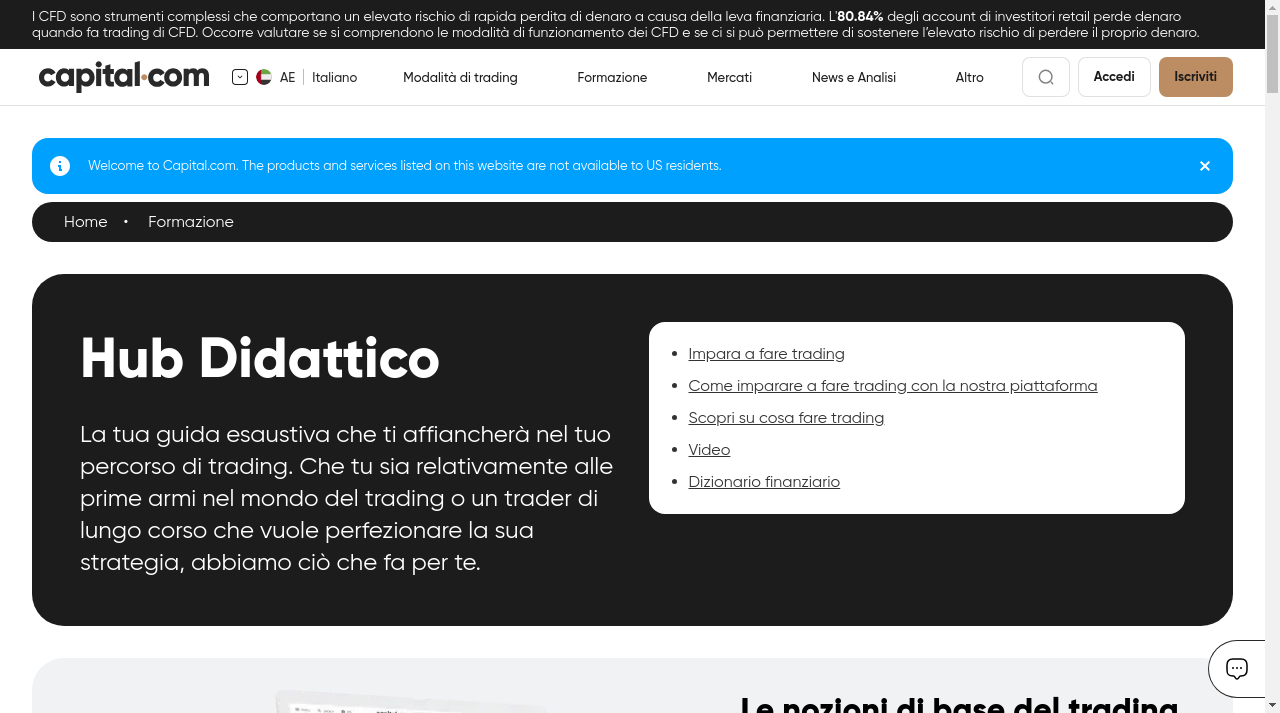 I CFD sono strumenti complessi che comportano un elevato rischio di rapida perdita di denaro a causa della leva finanziaria. L'80.84% degli account di investitori retail perde denaro
quando fa trading di CFD. Occorre valutare se si comprendono le modalità di funzionamento dei CFD e se ci si può permettere di sostenere l’elevato rischio di perdere il proprio denaro.
capital.com AE Italiano Modalità di trading Formazione Mercati News e Analisi Altro Accedi Iscriviti
Welcome to Capital.com. The products and services listed on this website are not available to US residents.
Home • Formazione
Hub Didattico
La tua guida esaustiva che ti affiancherà nel tuo
percorso di trading. Che tu sia relativamente alle
prime armi nel mondo del trading o un trader di
lungo corso che vuole perfezionare la sua
strategia, abbiamo ciò che fa per te.
Impara a fare trading
Come imparare a fare trading con la nostra piattaforma
Scopri su cosa fare trading
Video
Dizionario finanziario
Le nozioni di base del trading